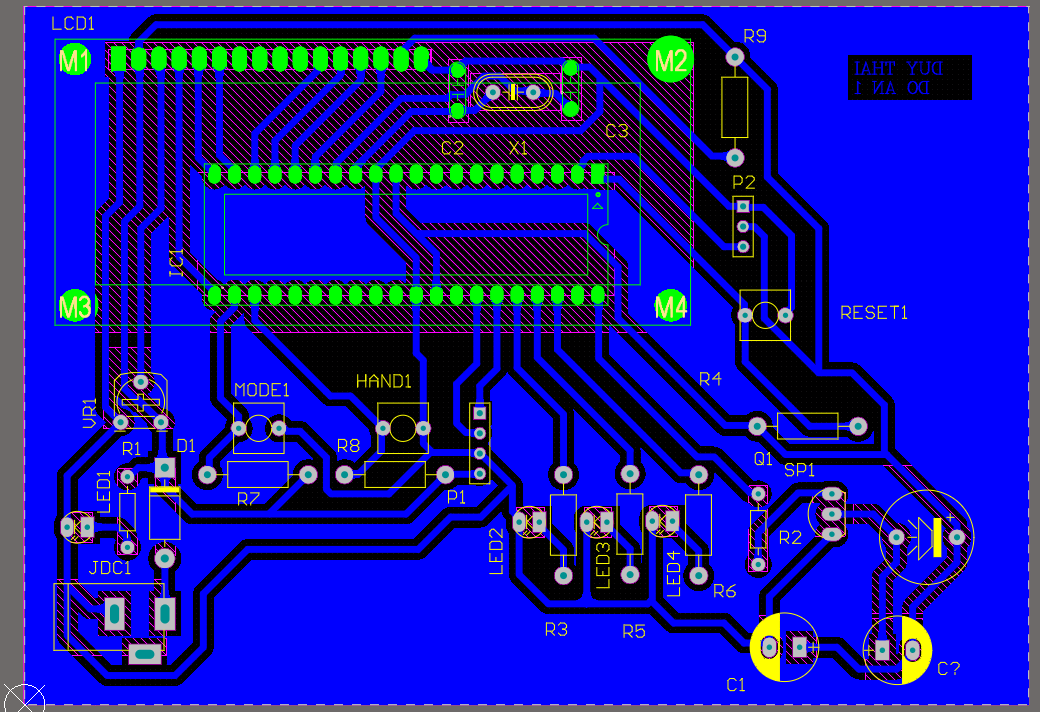 LCD1
M1
M2
R9
DUY THAI
DO AN 1
C2
X1
C3
P2
IC1
M3
M4
RESET1
VR1
MODE1
HAND1
R4
R1
D1
R8
Q1
SP1
LED1
R7
P1
R2
JDC1
LED2
LED3
LED4
R6
R3
R5
C1
C?